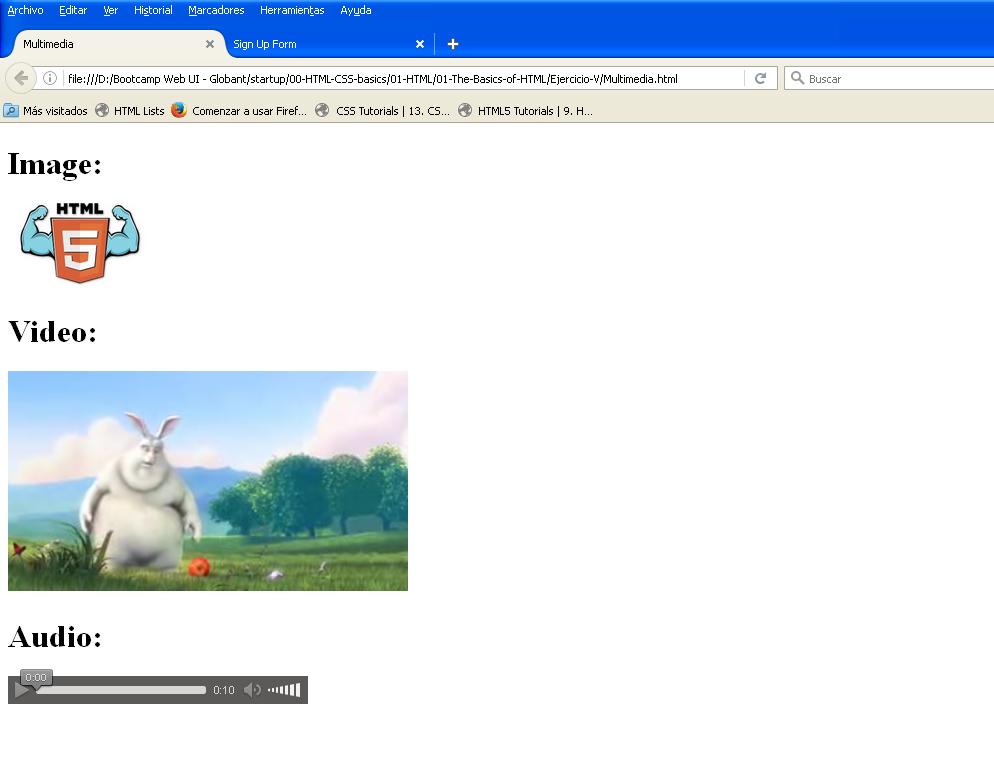 Archivo Editar Ver Historial Marcadores Herramientas Ayuda
Multimedia Sign Up Form
file:///D:/Bootcamp Web UI - Globant/startup/00-HTML-CSS-basics/01-HTML/01-The-Basics-of-HTML/Ejercicio-V/Multimedia.html Buscar
Más visitados HTML Lists Comenzar a usar Firef... CSS Tutorials | 13. CS... HTML5 Tutorials | 9. H...
Image:
HTML
5
Video:
Audio:
0:00
0:10